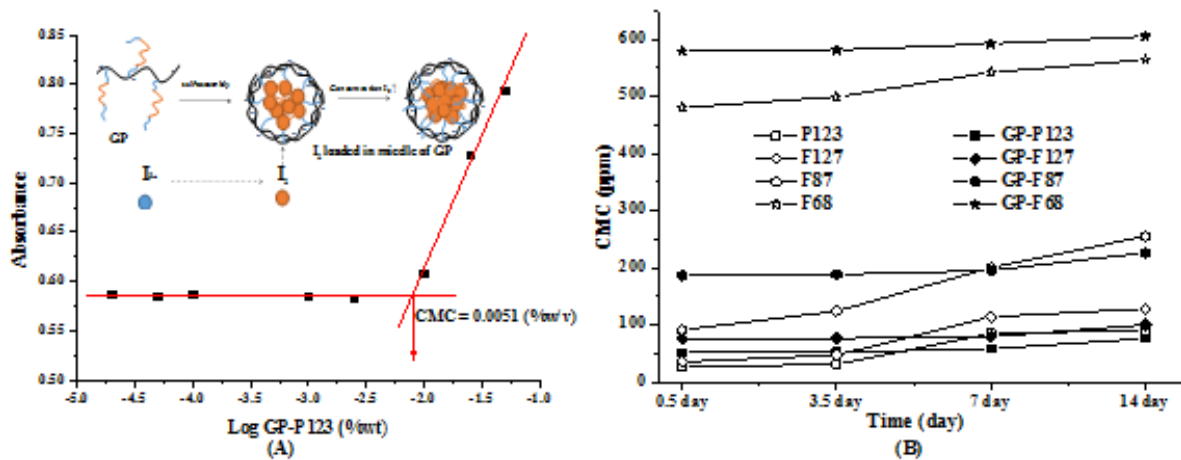 0.85
0.80
0.75
0.70
0.65
0.60
0.55
0.50
Absorbance
GP
I₂ loaded in micelle of GP
I₂
CMC = 0.0051 (%w/v)
-5.0 -4.5 -4.0 -3.5 -3.0 -2.5 -2.0 -1.5 -1.0
Log GP-P123 (%wt)
(A)
600
500
400
300
200
100
0
CMC (ppm)
P123 GP-P123
F127 GP-F127
F87 GP-F87
F68 GP-F68
0.5 day 3.5 day 7 day 14 day
Time (day)
(B)